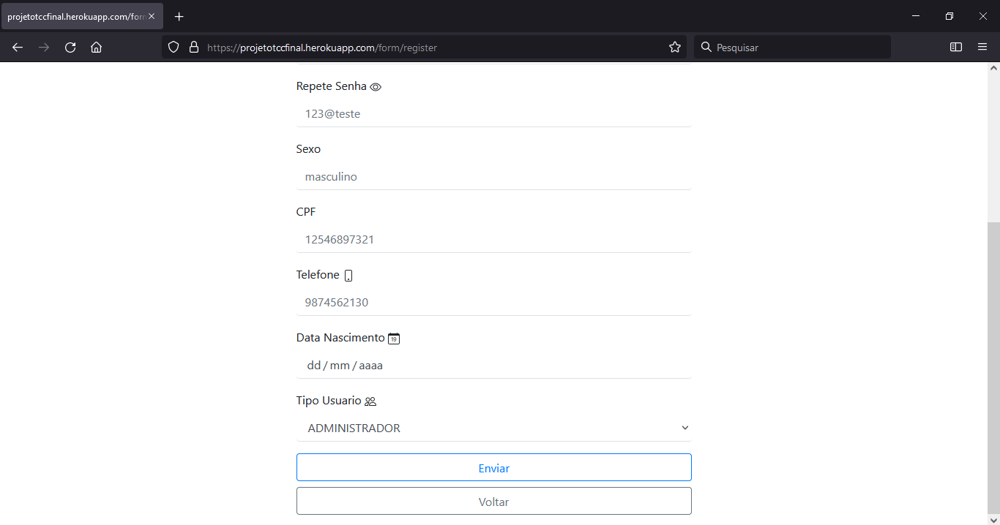 projetotccfinal.herokuapp.com/form
https://projetotccfinal.herokuapp.com/form/register
Pesquisar
Repete Senha
123@teste
Sexo
masculino
CPF
12546897321
Telefone
9874562130
Data Nascimento
19
dd / mm / aaaa
Tipo Usuario
ADMINISTRADOR
Enviar
Voltar